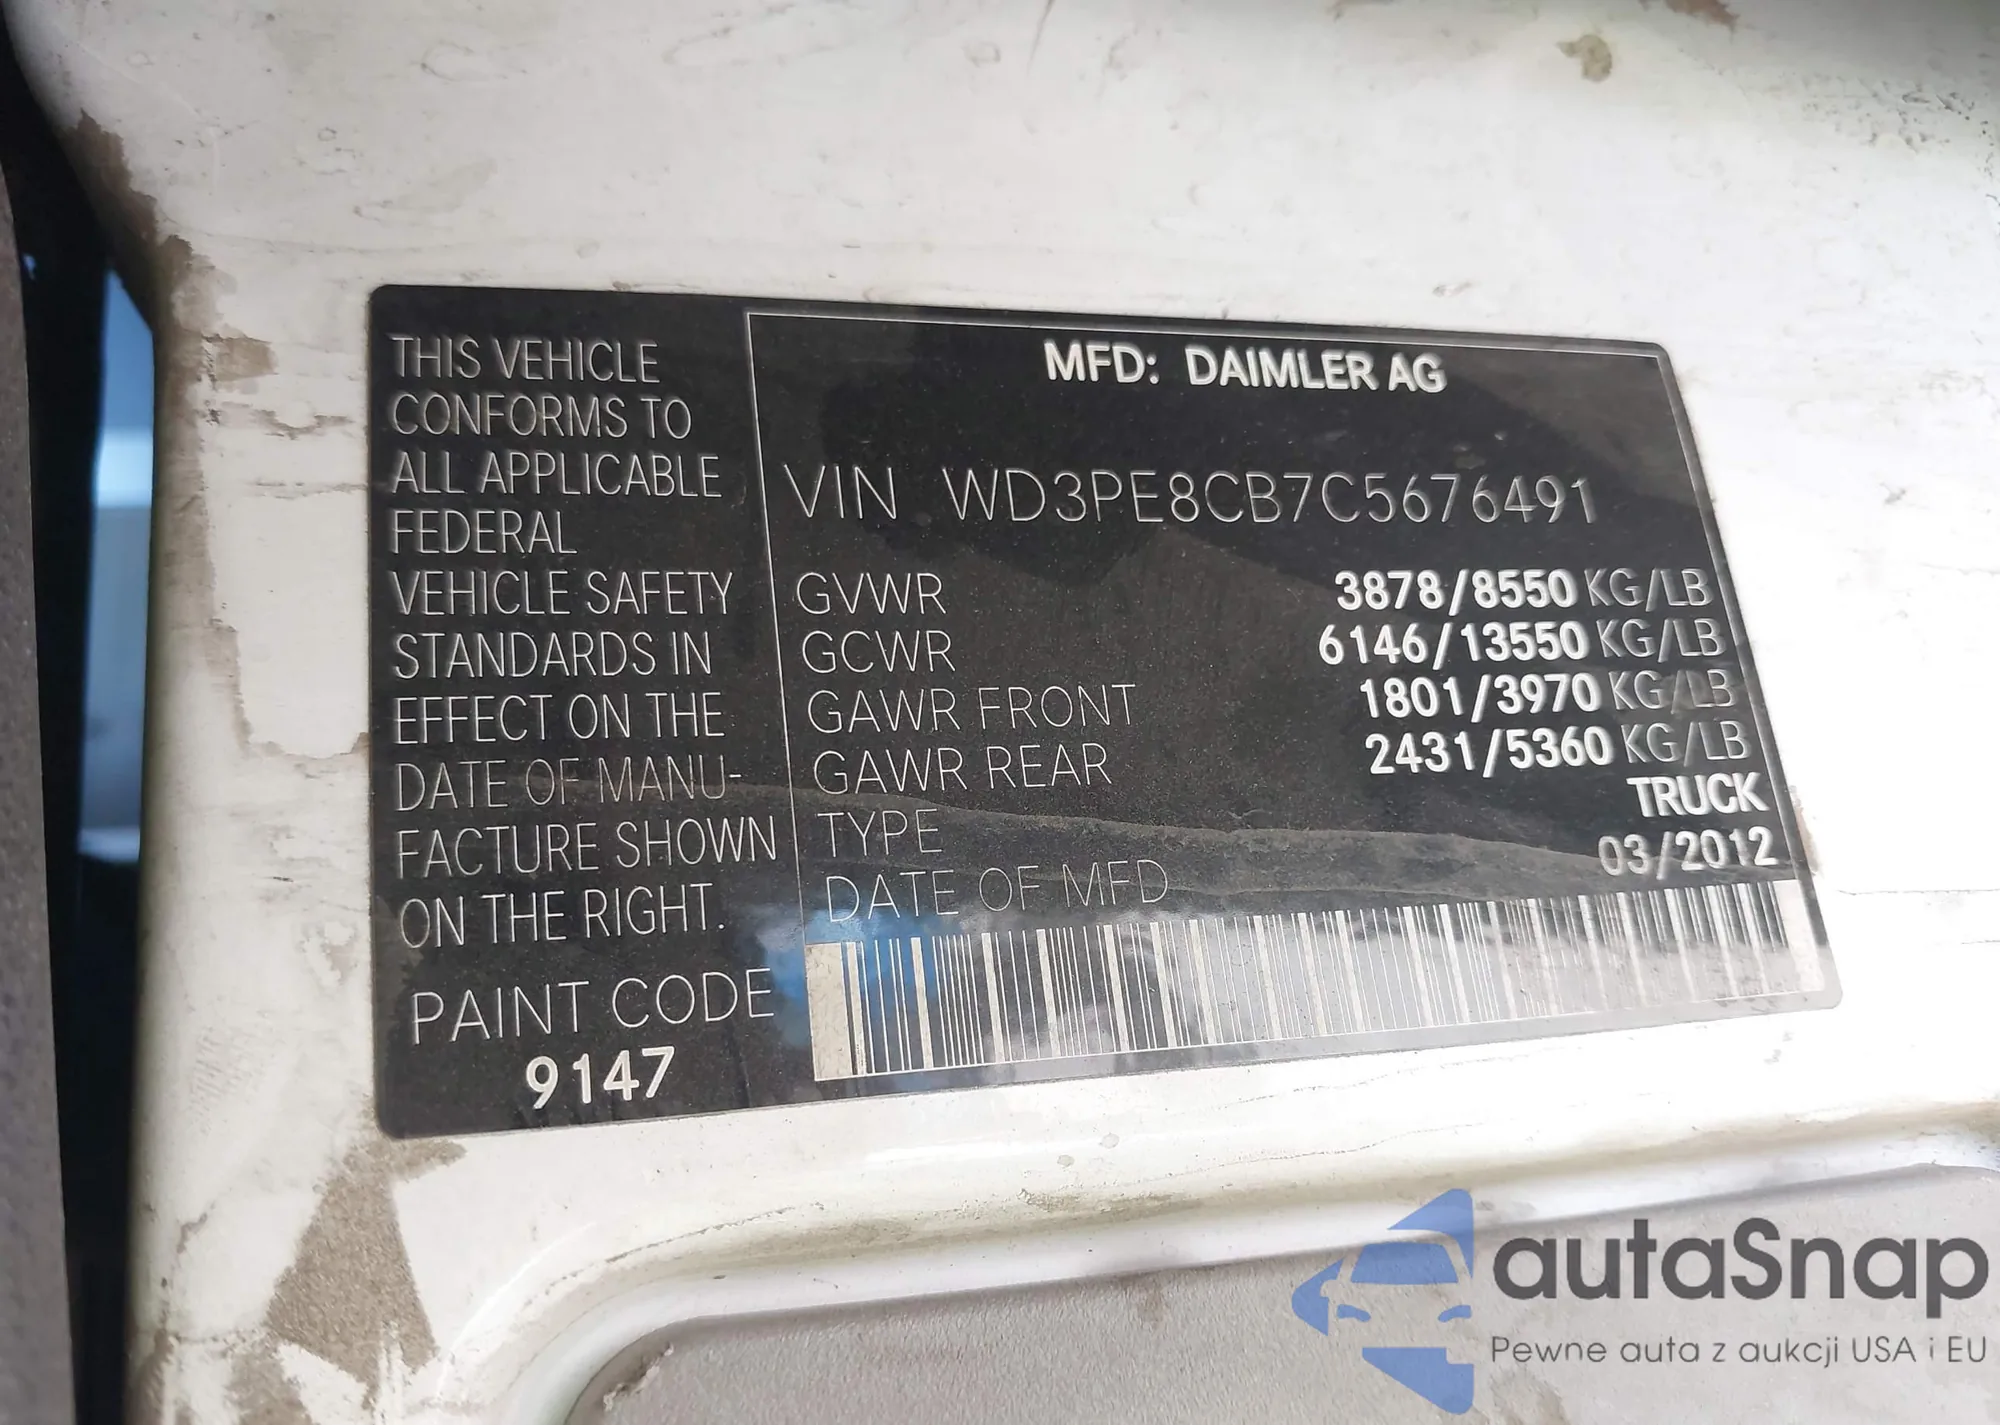 THIS VEHICLE
CONFORMS TO
ALL APPLICABLE
FEDERAL
VEHICLE SAFETY
STANDARDS IN
EFFECT ON THE
DATE OF MANU-
FACTURE SHOWN
ON THE RIGHT.
PAINT CODE
9147
MFD: DAIMLER AG
VIN WD3PE8CB7C5676491
GVWR 3878/8550 KG/LB
GCWR 6146/13550 KG/LB
GAWR FRONT 1801/3970 KG/LB
GAWR REAR 2431/5360 KG/LB
TYPE TRUCK
DATE OF MFD 03/2012
autaSnap
Pewne auta z aukcji USA i EU